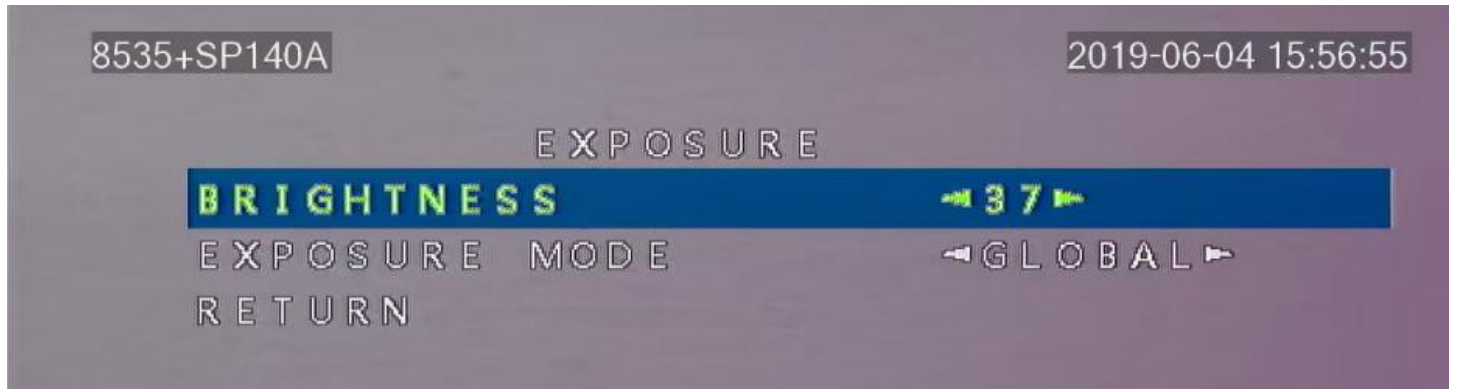 8535+SP140A 2019-06-04 15:56:55
EXPOSURE
BRIGHTNESS 37
EXPOSURE MODE GLOBAL
RETURN